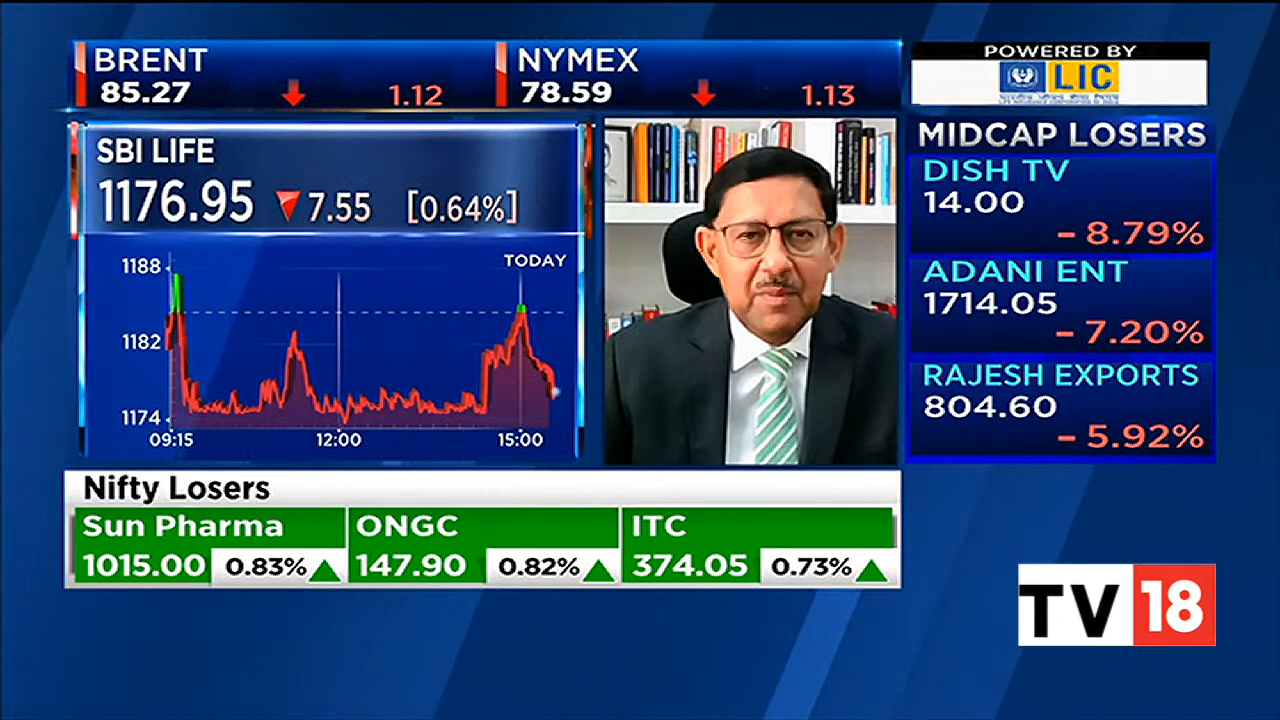 BRENT
85.27 1.12
NYMEX
78.59 1.13
POWERED BY
LIC
SBI LIFE
1176.95 7.55 [0.64%]
TODAY
1188
1182
1174
09:15 12:00 15:00
MIDCAP LOSERS
DISH TV
14.00
– 8.79%
ADANI ENT
1714.05
– 7.20%
RAJESH EXPORTS
804.60
– 5.92%
Nifty Losers
Sun Pharma
1015.00 0.83%
ONGC
147.90 0.82%
ITC
374.05 0.73%
TV18